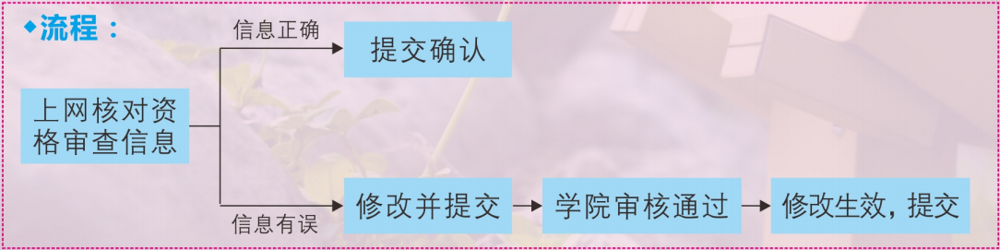 流程：
信息正确
提交确认
上网核对资
格审查信息
信息有误
修改并提交
学院审核通过
修改生效，提交